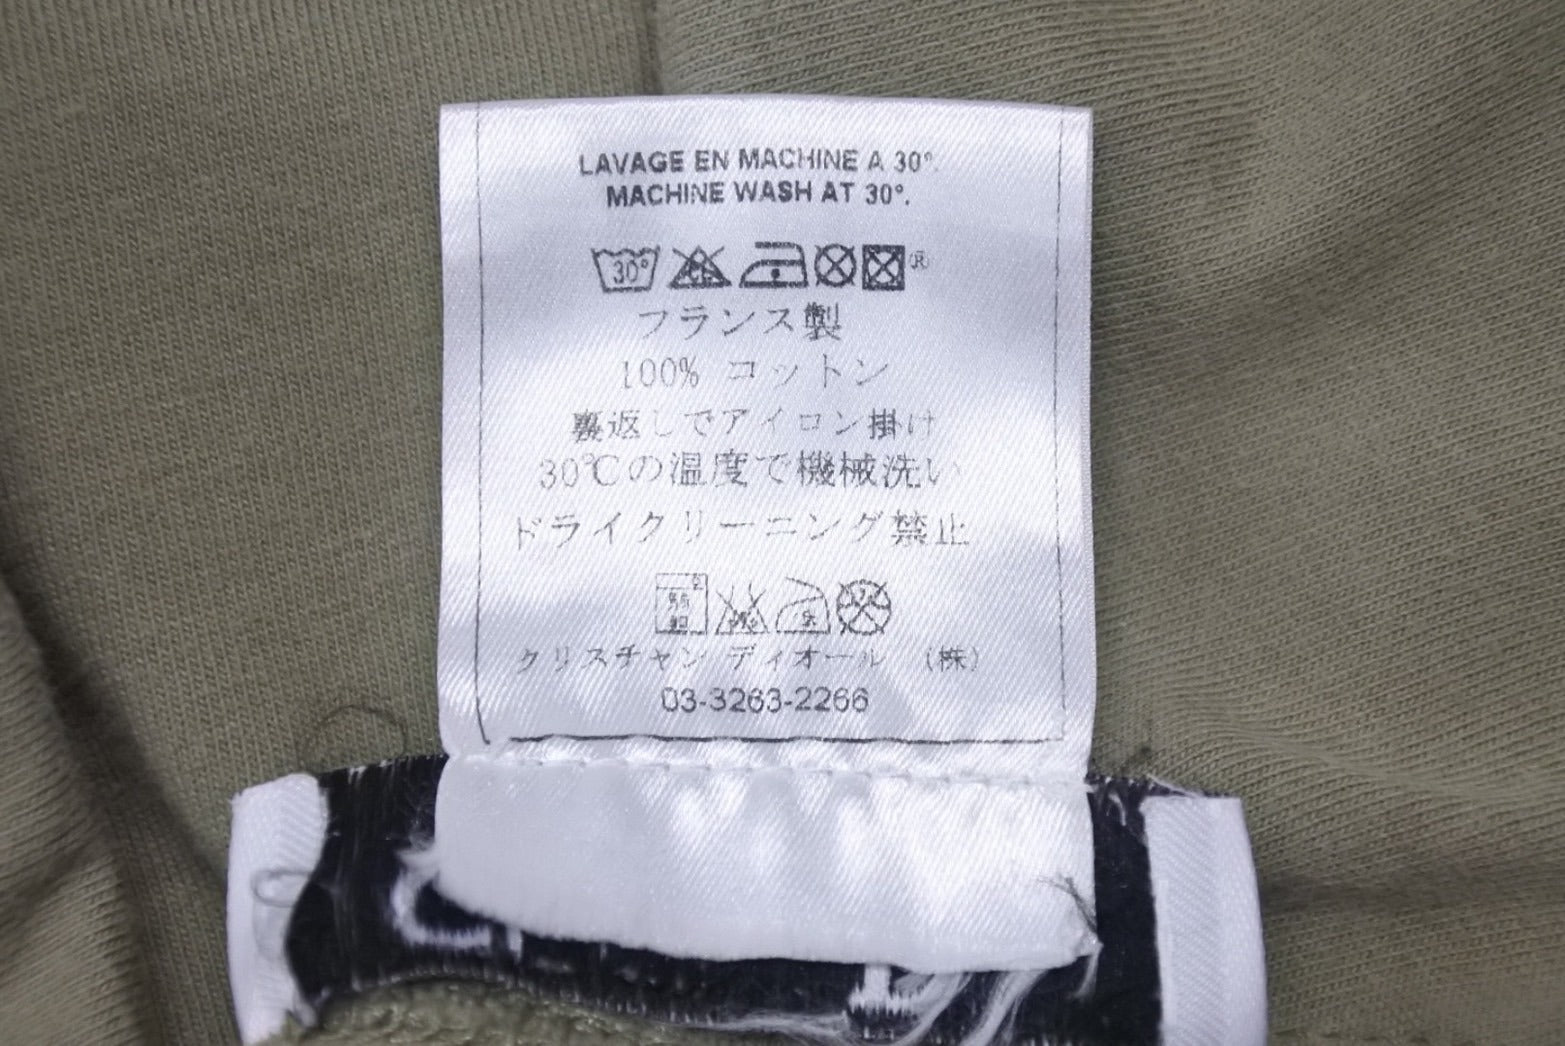 LAVAGE EN MACHINE A 30°.
MACHINE WASH AT 30°.
30° ®
フランス製
100% コットン
裏返しでアイロン掛け
30℃の温度で機械洗い
ドライクリーニング禁止
クリスチャン ディオール （株）
03-3263-2266